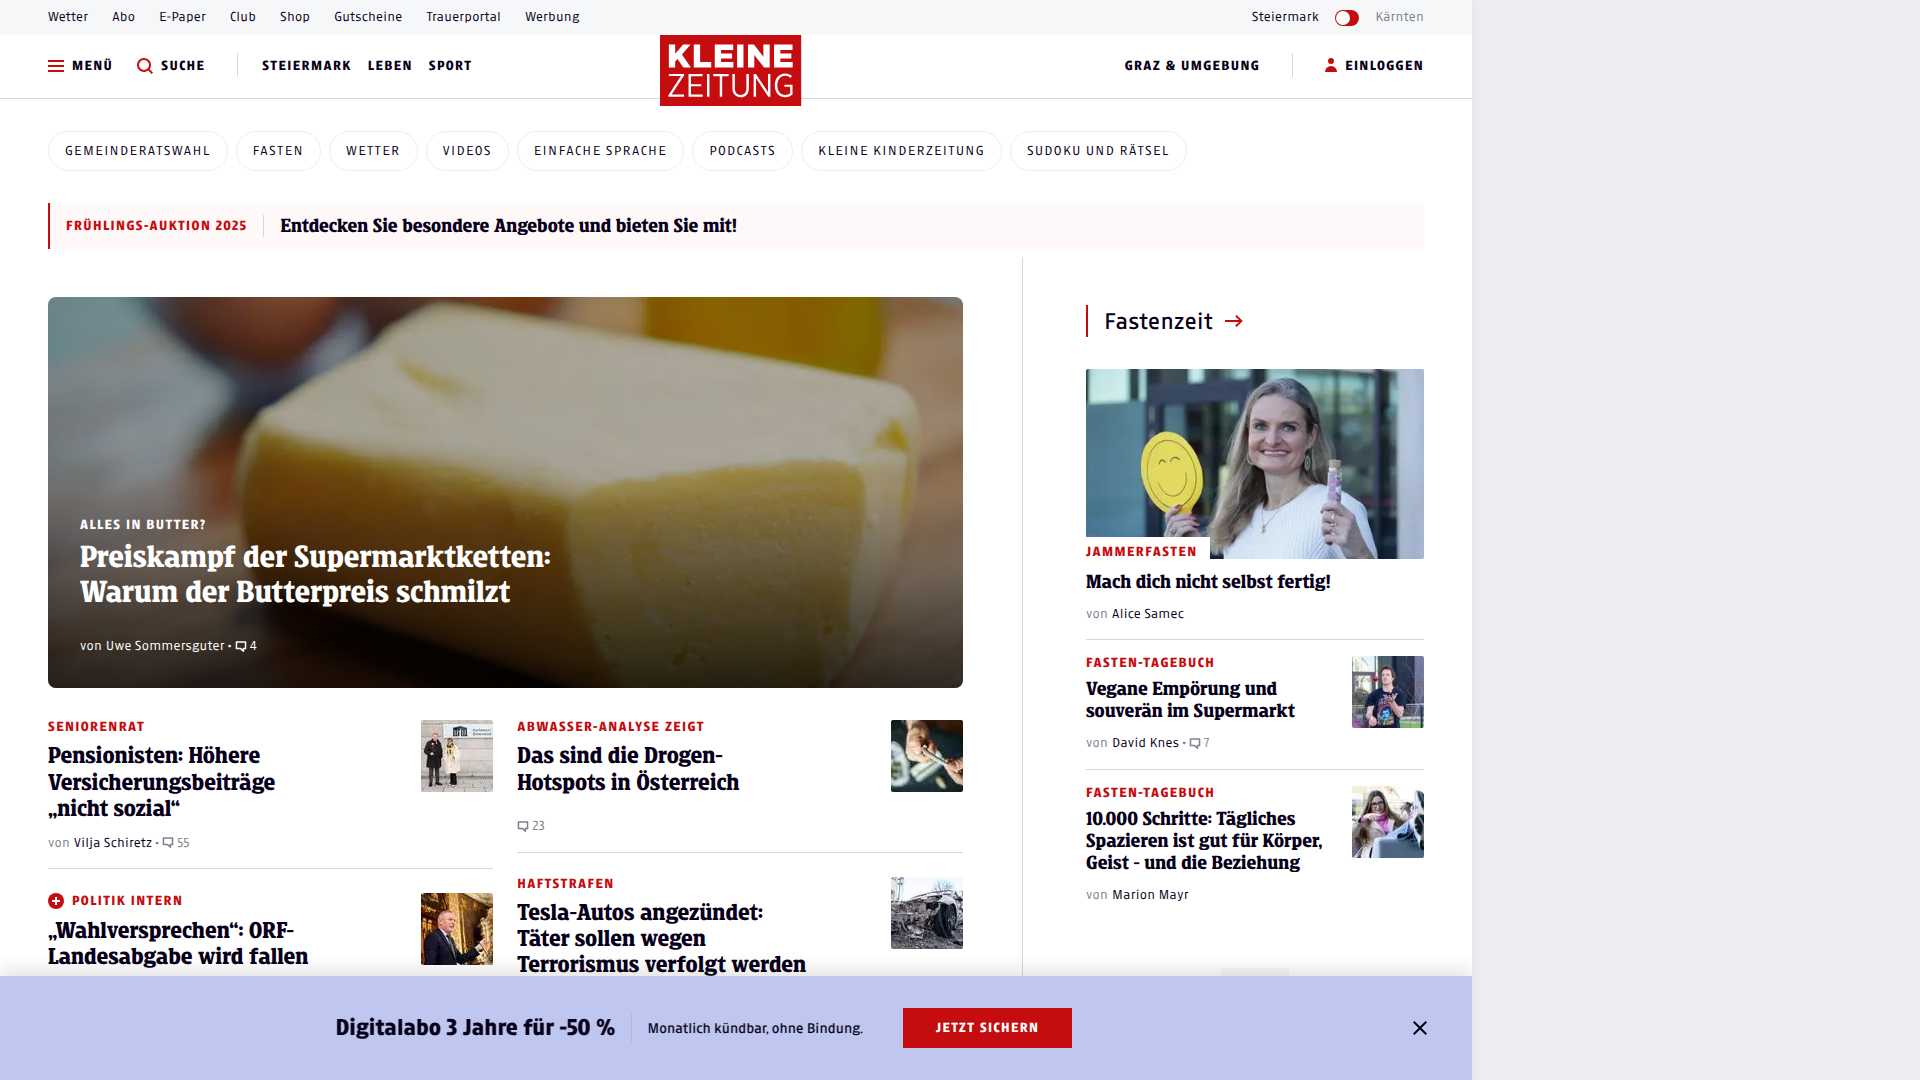 Wetter Abo E-Paper Club Shop Gutscheine Trauerportal Werbung Steiermark Kärnten
MENÜ SUCHE STEIERMARK LEBEN SPORT KLEINE ZEITUNG GRAZ & UMGEBUNG EINLOGGEN
GEMEINDERATSWAHL FASTEN WETTER VIDEOS EINFACHE SPRACHE PODCASTS KLEINE KINDERZEITUNG SUDOKU UND RÄTSEL
FRÜHLINGS-AUKTION 2025 Entdecken Sie besondere Angebote und bieten Sie mit!
ALLES IN BUTTER?
Preiskampf der Supermarktketten:
Warum der Butterpreis schmilzt
von Uwe Sommersguter • 4
SENIORENRAT
Pensionisten: Höhere
Versicherungsbeiträge
„nicht sozial“
von Vilja Schiretz • 55
POLITIK INTERN
„Wahlversprechen“: ORF-
Landesabgabe wird fallen
ABWASSER-ANALYSE ZEIGT
Das sind die Drogen-
Hotspots in Österreich
23
HAFTSTRAFEN
Tesla-Autos angezündet:
Täter sollen wegen
Terrorismus verfolgt werden
Fastenzeit
JAMMERFASTEN
Mach dich nicht selbst fertig!
von Alice Samec
FASTEN-TAGEBUCH
Vegane Empörung und
souverän im Supermarkt
von David Knes • 7
FASTEN-TAGEBUCH
10.000 Schritte: Tägliches
Spazieren ist gut für Körper,
Geist - und die Beziehung
von Marion Mayr
Digitalabo 3 Jahre für -50 % Monatlich kündbar, ohne Bindung. JETZT SICHERN